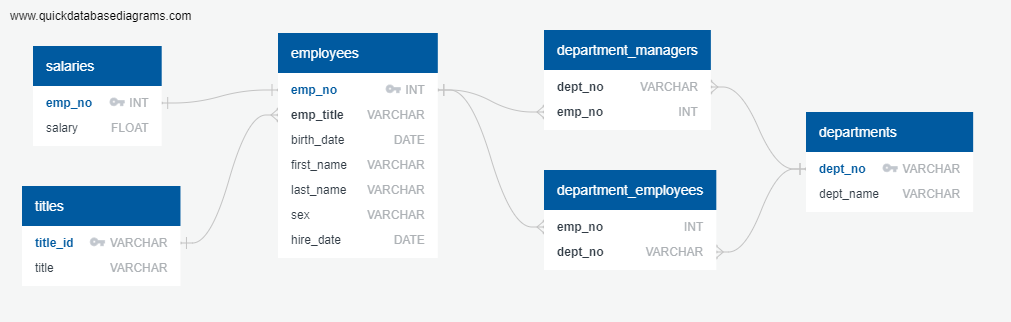 www.quickdatabasediagrams.com
salaries
emp_no INT
salary FLOAT
titles
title_id VARCHAR
title VARCHAR
employees
emp_no INT
emp_title VARCHAR
birth_date DATE
first_name VARCHAR
last_name VARCHAR
sex VARCHAR
hire_date DATE
department_managers
dept_no VARCHAR
emp_no INT
department_employees
emp_no INT
dept_no VARCHAR
departments
dept_no VARCHAR
dept_name VARCHAR